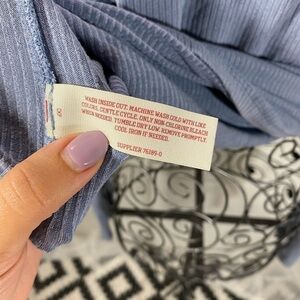 WASH INSIDE OUT. MACHINE WASH COLD WITH LIKE
COLORS, GENTLE CYCLE. ONLY NON-CHLORINE BLEACH
WHEN NEEDED. TUMBLE DRY LOW. REMOVE PROMPTLY.
COOL IRON IF NEEDED.
SUPPLIER 76189-0